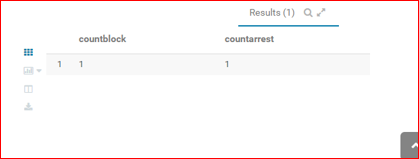 Results (1)
countblock countarrest
1 1 1